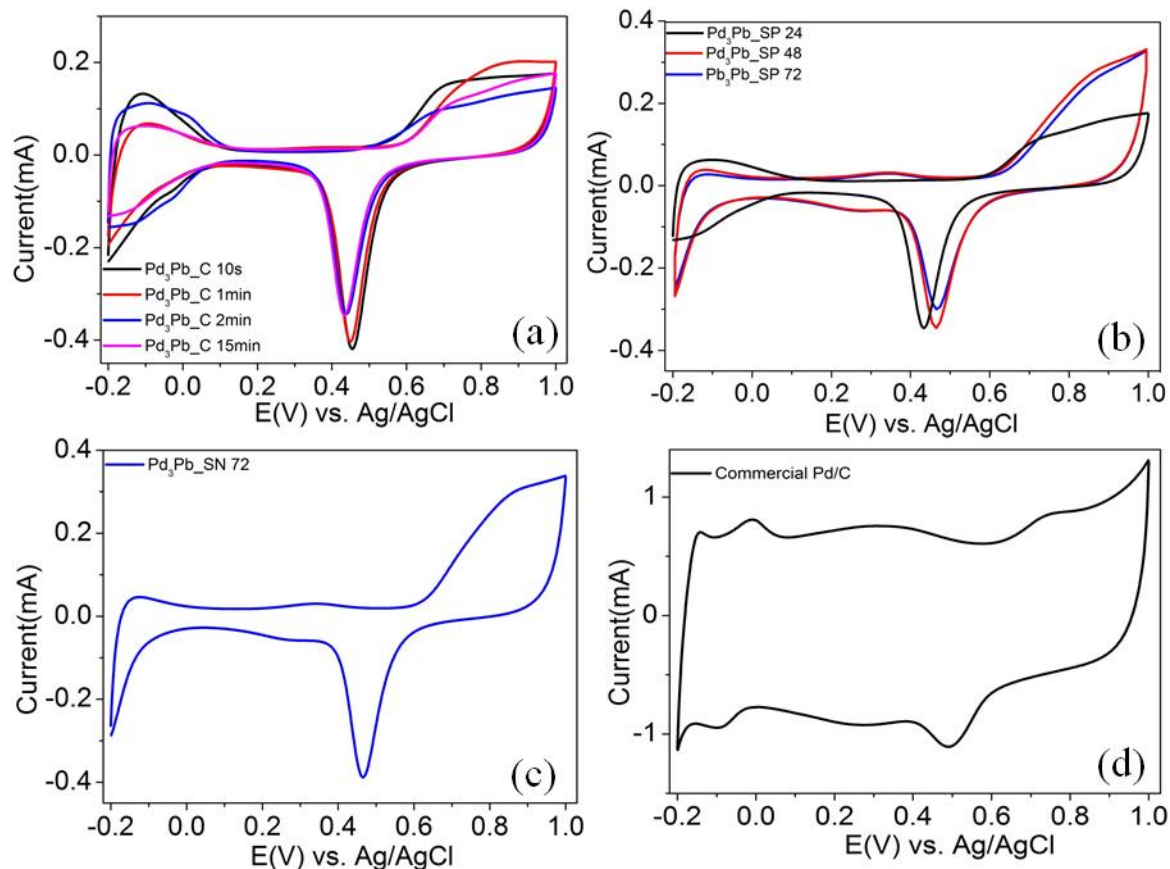 0.2
0.0
-0.2
-0.4
Current(mA)
Pd₃Pb_C 10s
Pd₃Pb_C 1min
Pd₃Pb_C 2min
Pd₃Pb_C 15min
(a)
-0.2 0.0 0.2 0.4 0.6 0.8 1.0
E(V) vs. Ag/AgCl
0.4
0.2
0.0
-0.2
-0.4
Current(mA)
Pd₃Pb_SP 24
Pd₃Pb_SP 48
Pb₃Pb_SP 72
(b)
-0.2 0.0 0.2 0.4 0.6 0.8 1.0
E(V) vs. Ag/AgCl
0.4
0.2
0.0
-0.2
-0.4
Current(mA)
Pd₃Pb_SN 72
(c)
-0.2 0.0 0.2 0.4 0.6 0.8 1.0
E(V) vs. Ag/AgCl
1
0
-1
Current(mA)
Commercial Pd/C
(d)
-0.2 0.0 0.2 0.4 0.6 0.8 1.0
E(V) vs. Ag/AgCl